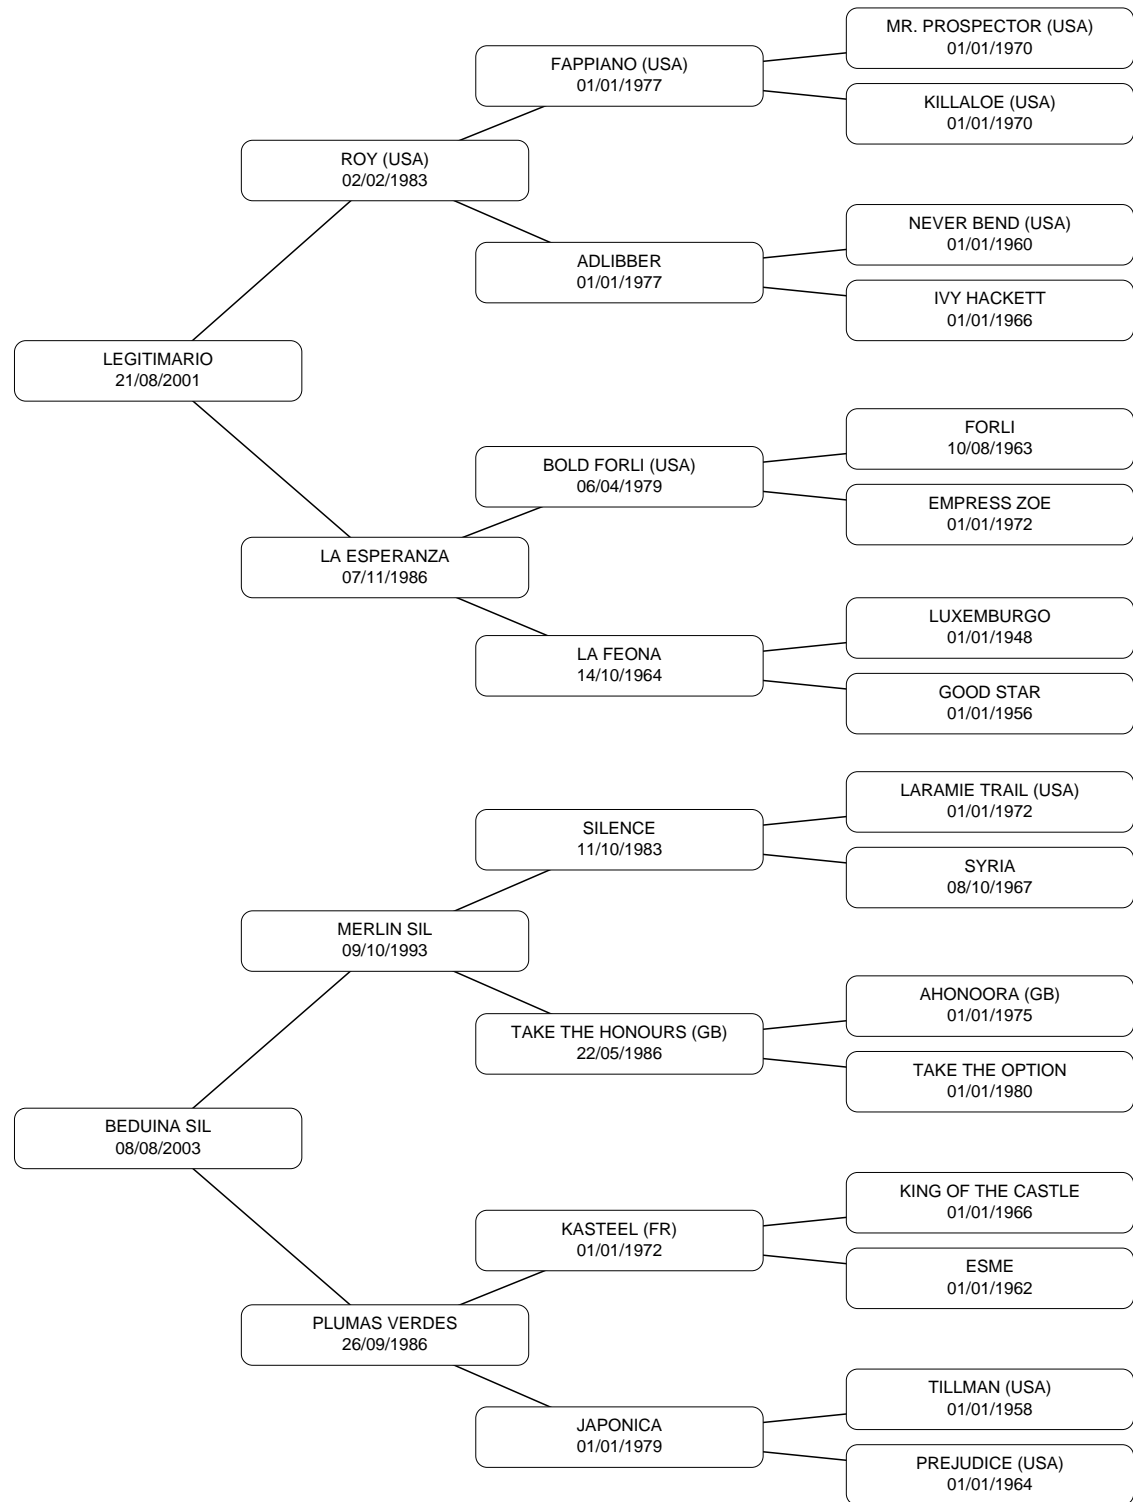 MR. PROSPECTOR (USA)
01/01/1970
FAPPIANO (USA)
01/01/1977
KILLALOE (USA)
01/01/1970
ROY (USA)
02/02/1983
NEVER BEND (USA)
01/01/1960
ADLIBBER
01/01/1977
IVY HACKETT
01/01/1966
LEGITIMARIO
21/08/2001
FORLI
10/08/1963
BOLD FORLI (USA)
06/04/1979
EMPRESS ZOE
01/01/1972
LA ESPERANZA
07/11/1986
LUXEMBURGO
01/01/1948
LA FEONA
14/10/1964
GOOD STAR
01/01/1956
LARAMIE TRAIL (USA)
01/01/1972
SILENCE
11/10/1983
SYRIA
08/10/1967
MERLIN SIL
09/10/1993
AHONOORA (GB)
01/01/1975
TAKE THE HONOURS (GB)
22/05/1986
TAKE THE OPTION
01/01/1980
BEDUINA SIL
08/08/2003
KING OF THE CASTLE
01/01/1966
KASTEEL (FR)
01/01/1972
ESME
01/01/1962
PLUMAS VERDES
26/09/1986
TILLMAN (USA)
01/01/1958
JAPONICA
01/01/1979
PREJUDICE (USA)
01/01/1964